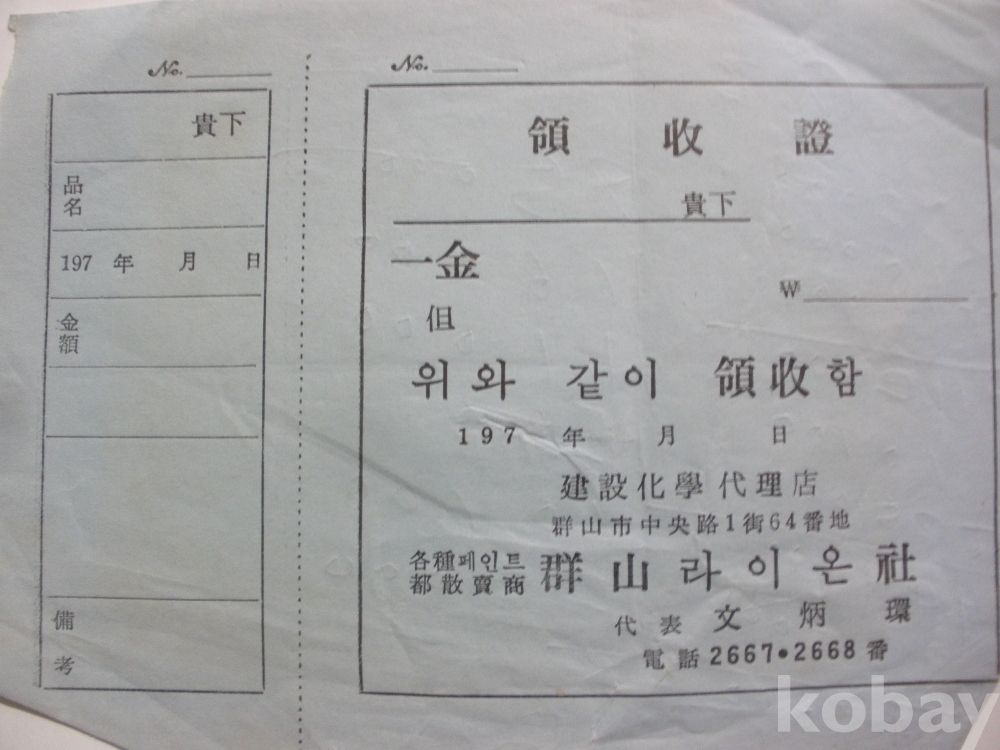 No.
貴下
品名
197 年 月 日
金額
備考
No.
領收證
貴下
一金
₩
但
위와 같이 領收함
197 年 月 日
建設化學代理店
群山市中央路1街64番地
各種페인트
都散賣商
群山라이온社
代表 文炳環
電話 2667•2668番
kobay